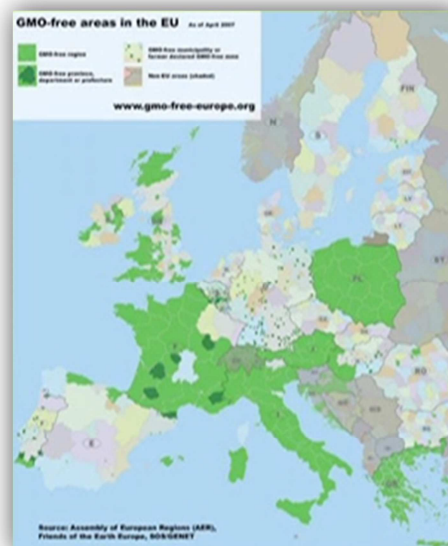 GMO-free areas in the EU As of April 2007
GMO-free region
GMO-free municipality or
farmer declared GMO-free zone
GMO-free province,
department or prefecture
Non EU areas (shaded)
www.gmo-free-europe.org
N
S
FIN
LT
PL
RO
E
Source: Assembly of European Regions (AER),
Friends of the Earth Europe, SOS/GENET